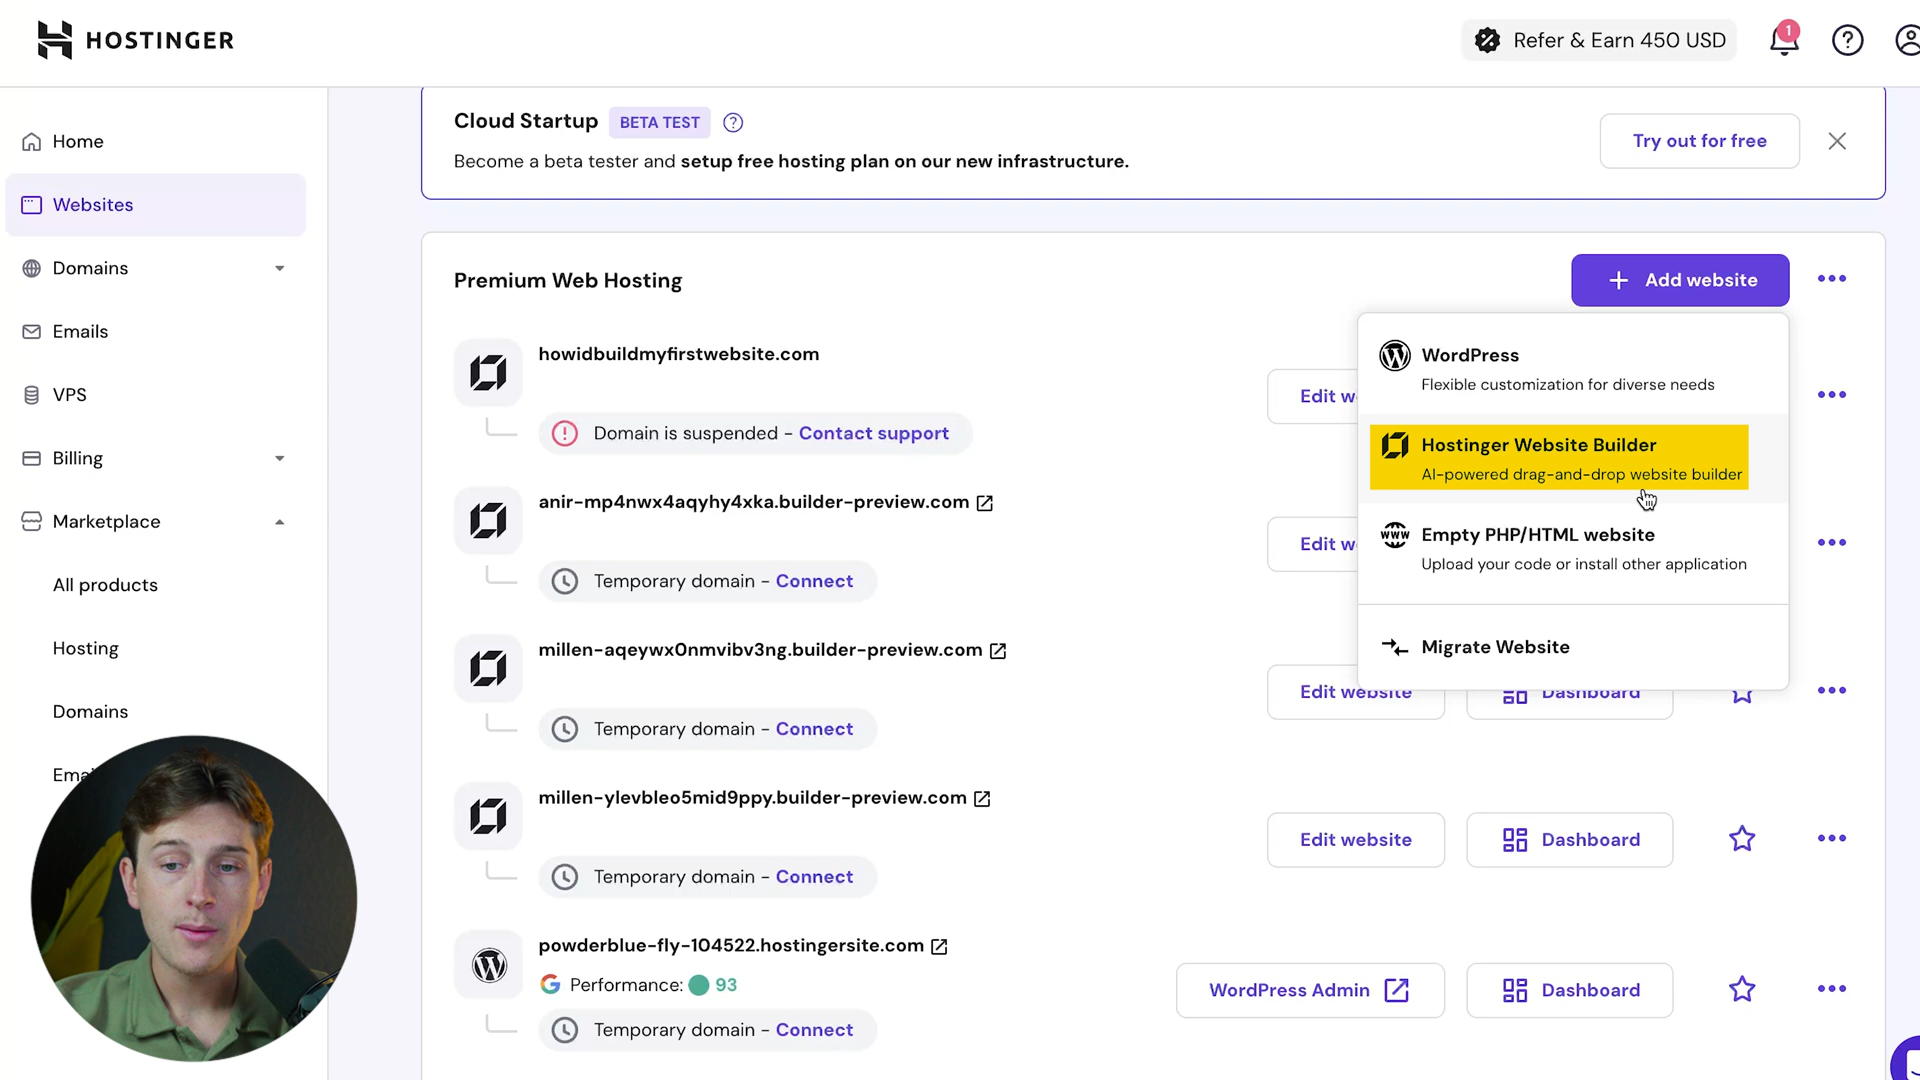 HOSTINGER
Refer & Earn 450 USD
1
Home
Websites
Domains
Emails
VPS
Billing
Marketplace
All products
Hosting
Domains
Cloud Startup
BETA TEST
Become a beta tester and setup free hosting plan on our new infrastructure.
Try out for free
Premium Web Hosting
Add website
howidbuildmyfirstwebsite.com
Domain is suspended - Contact support
anir-mp4nwx4aqyhy4xka.builder-preview.com
Temporary domain - Connect
millen-aqeywx0nmvibv3ng.builder-preview.com
Edit website
Dashboard
Temporary domain - Connect
millen-ylevbleo5mid9ppy.builder-preview.com
Edit website
Dashboard
Temporary domain - Connect
powderblue-fly-104522.hostingersite.com
Performance: 93
WordPress Admin
Dashboard
Temporary domain - Connect
WordPress
Flexible customization for diverse needs
Hostinger Website Builder
AI-powered drag-and-drop website builder
www
Empty PHP/HTML website
Upload your code or install other application
Migrate Website